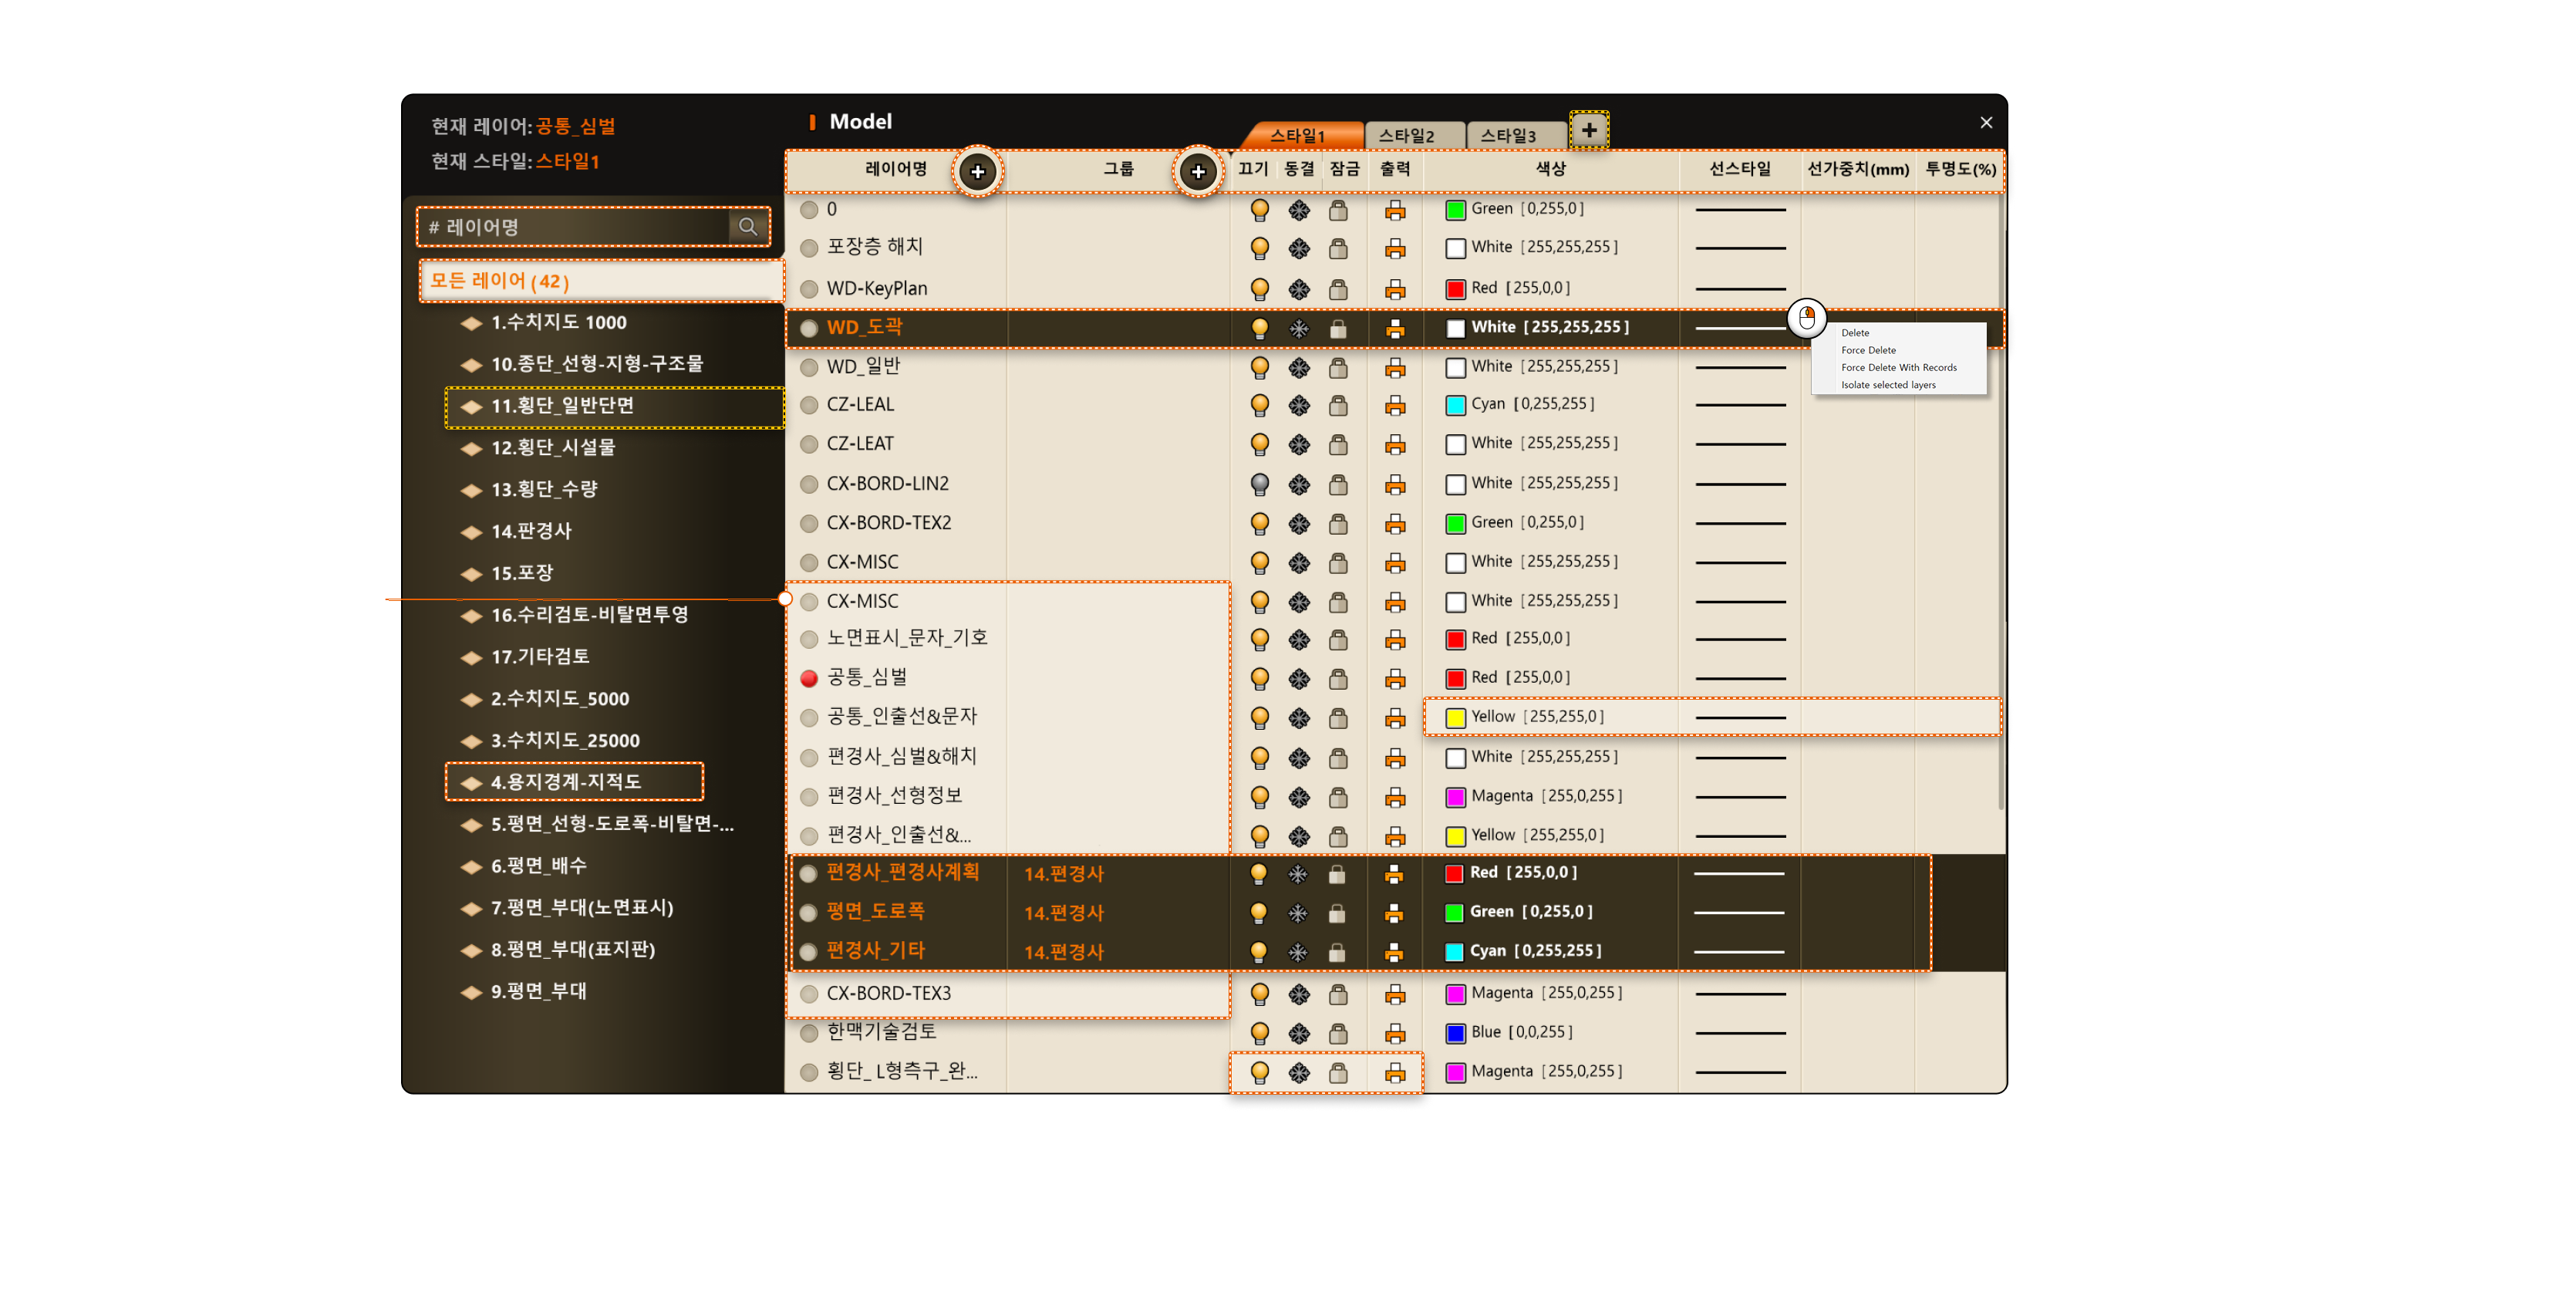 현재 레이어:공통_심벌
현재 스타일:스타일1
# 레이어명
모든 레이어 (42)
1.수치지도 1000
10.종단_선형-지형-구조물
11.횡단_일반단면
12.횡단_시설물
13.횡단_수량
14.판경사
15.포장
16.수리검토-비탈면투영
17.기타검토
2.수치지도_5000
3.수치지도_25000
4.용지경계-지적도
5.평면_선형-도로폭-비탈면-...
6.평면_배수
7.평면_부대(노면표시)
8.평면_부대(표지판)
9.평면_부대
Model
스타일1 스타일2 스타일3
레이어명 그룹 끄기 동결 잠금 출력 색상 선스타일 선가중치(mm) 투명도(%)
0 Green [0,255,0]
포장층 해치 White [255,255,255]
WD-KeyPlan Red [255,0,0]
WD_도곽 White [255,255,255]
WD_일반 White [255,255,255]
CZ-LEAL Cyan [0,255,255]
CZ-LEAT White [255,255,255]
CX-BORD-LIN2 White [255,255,255]
CX-BORD-TEX2 Green [0,255,0]
CX-MISC White [255,255,255]
CX-MISC White [255,255,255]
노면표시_문자_기호 Red [255,0,0]
공통_심벌 Red [255,0,0]
공통_인출선&문자 Yellow [255,255,0]
편경사_심벌&해치 White [255,255,255]
편경사_선형정보 Magenta [255,0,255]
편경사_인출선&... Yellow [255,255,0]
편경사_편경사계획 14.편경사 Red [255,0,0]
평면_도로폭 14.편경사 Green [0,255,0]
편경사_기타 14.편경사 Cyan [0,255,255]
CX-BORD-TEX3 Magenta [255,0,255]
한맥기술검토 Blue [0,0,255]
횡단_ L형측구_완... Magenta [255,0,255]
Delete
Force Delete
Force Delete With Records
Isolate selected layers